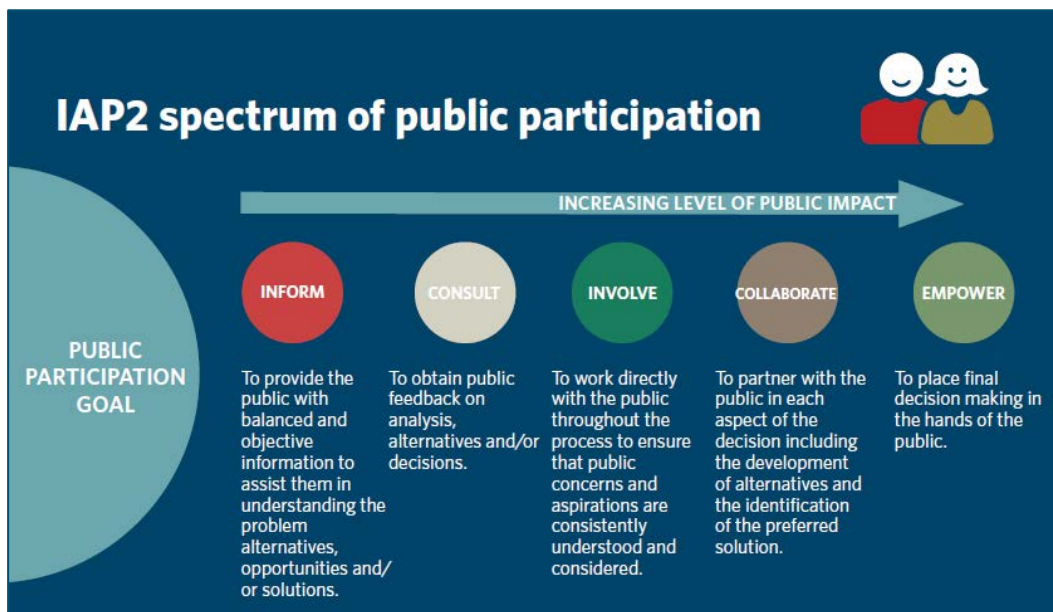 IAP2 spectrum of public participation
INCREASING LEVEL OF PUBLIC IMPACT
PUBLIC
PARTICIPATION
GOAL
INFORM
To provide the
public with
balanced and
objective
information to
assist them in
understanding the
problem
alternatives,
opportunities and/
or solutions.
CONSULT
To obtain public
feedback on
analysis,
alternatives and/or
decisions.
INVOLVE
To work directly
with the public
throughout the
process to ensure
that public
concerns and
aspirations are
consistently
understood and
considered.
COLLABORATE
To partner with the
public in each
aspect of the
decision including
the development
of alternatives and
the identification
of the preferred
solution.
EMPOWER
To place final
decision making in
the hands of the
public.